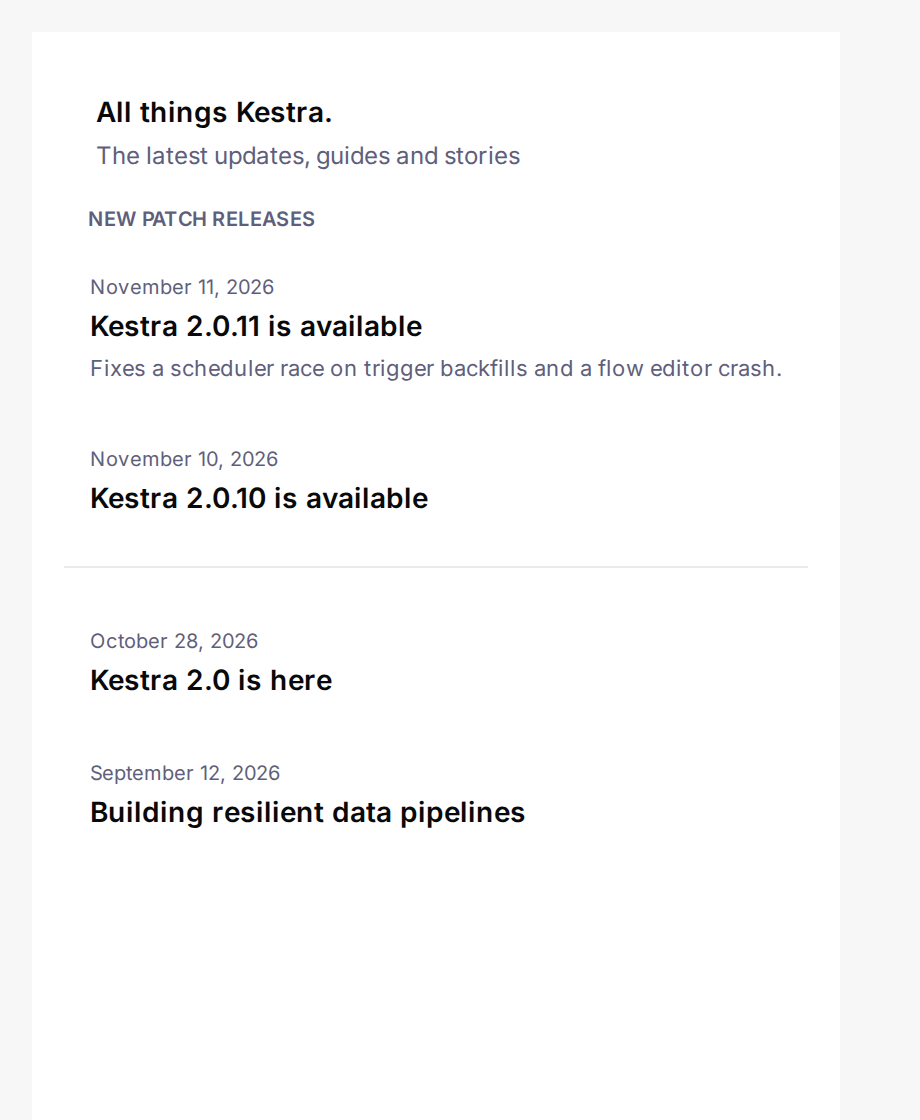 All things Kestra.
The latest updates, guides and stories
NEW PATCH RELEASES
November 11, 2026
Kestra 2.0.11 is available
Fixes a scheduler race on trigger backfills and a flow editor crash.
November 10, 2026
Kestra 2.0.10 is available
October 28, 2026
Kestra 2.0 is here
September 12, 2026
Building resilient data pipelines